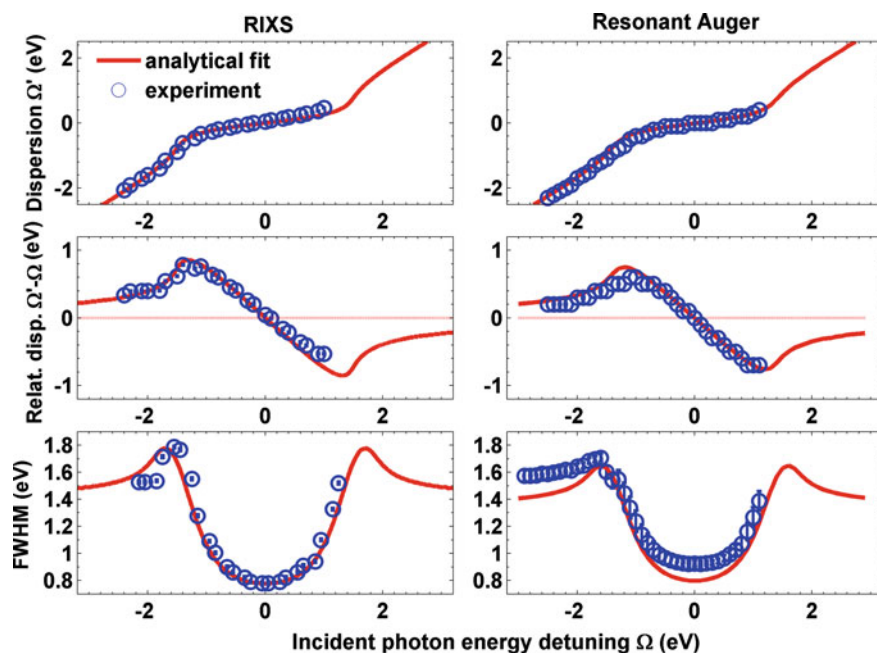 RIXS
Resonant Auger
Dispersion Ω' (eV)
2
0
-2
analytical fit
experiment
-2 0 2
-2 0 2
Relat. disp. Ω'-Ω (eV)
1
0
-1
-2 0 2
-2 0 2
FWHM (eV)
1.8
1.6
1.4
1.2
1
0.8
-2 0 2
2
0
-2
1
0
-1
1.8
1.6
1.4
1.2
1
0.8
-2 0 2
Incident photon energy detuning Ω (eV)